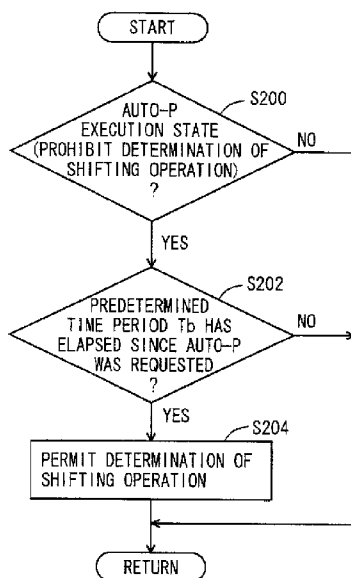 START
S200
AUTO-P
EXECUTION STATE
(PROHIBIT DETERMINATION OF
SHIFTING OPERATION)
?
NO
YES
S202
PREDETERMINED
TIME PERIOD Tb HAS
ELAPSED SINCE AUTO-P
WAS REQUESTED
?
NO
YES
S204
PERMIT DETERMINATION OF
SHIFTING OPERATION
RETURN